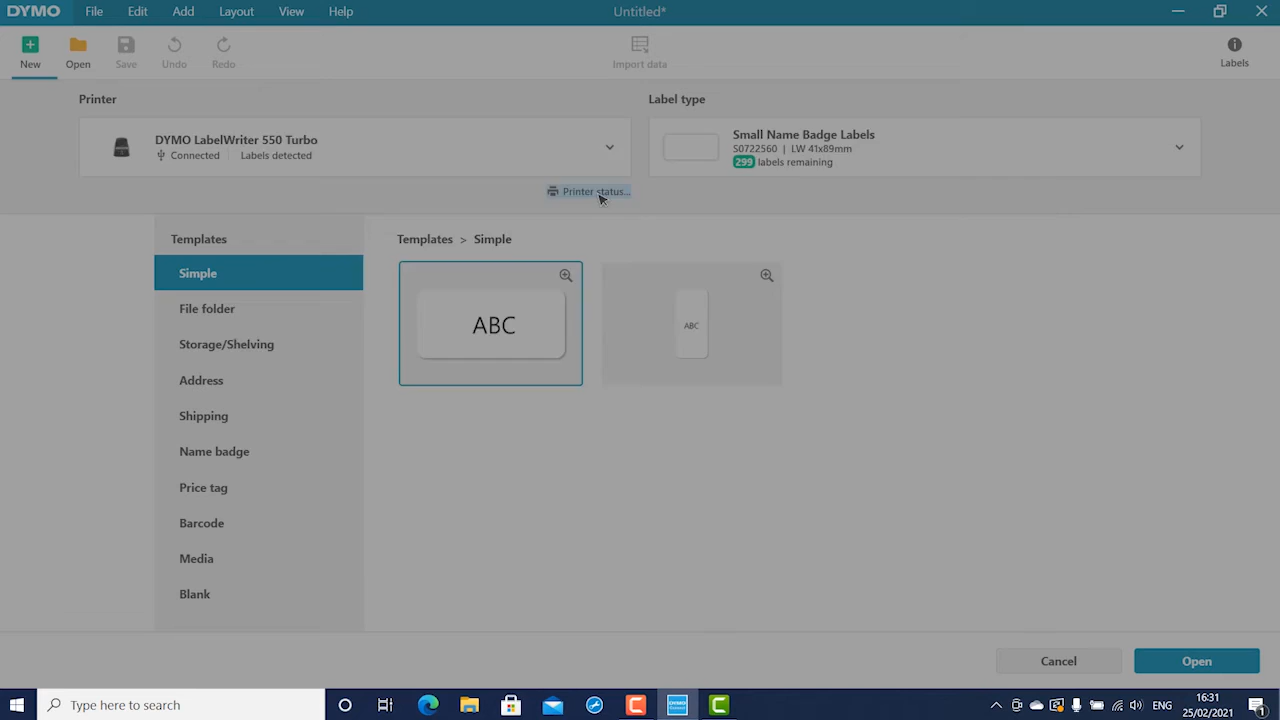 DYMO File Edit Add Layout View Help Untitled*
New Open Save Undo Redo Import data Labels
Printer
Label type
DYMO LabelWriter 550 Turbo
Connected | Labels detected
Small Name Badge Labels
S0722560 | LW 41x89mm
299 labels remaining
Printer status...
Templates
Simple
File folder
Storage/Shelving
Address
Shipping
Name badge
Price tag
Barcode
Media
Blank
Templates > Simple
ABC
ABC
Cancel Open
Type here to search
DYMO
Connect
ENG
16:31
25/02/2021
1